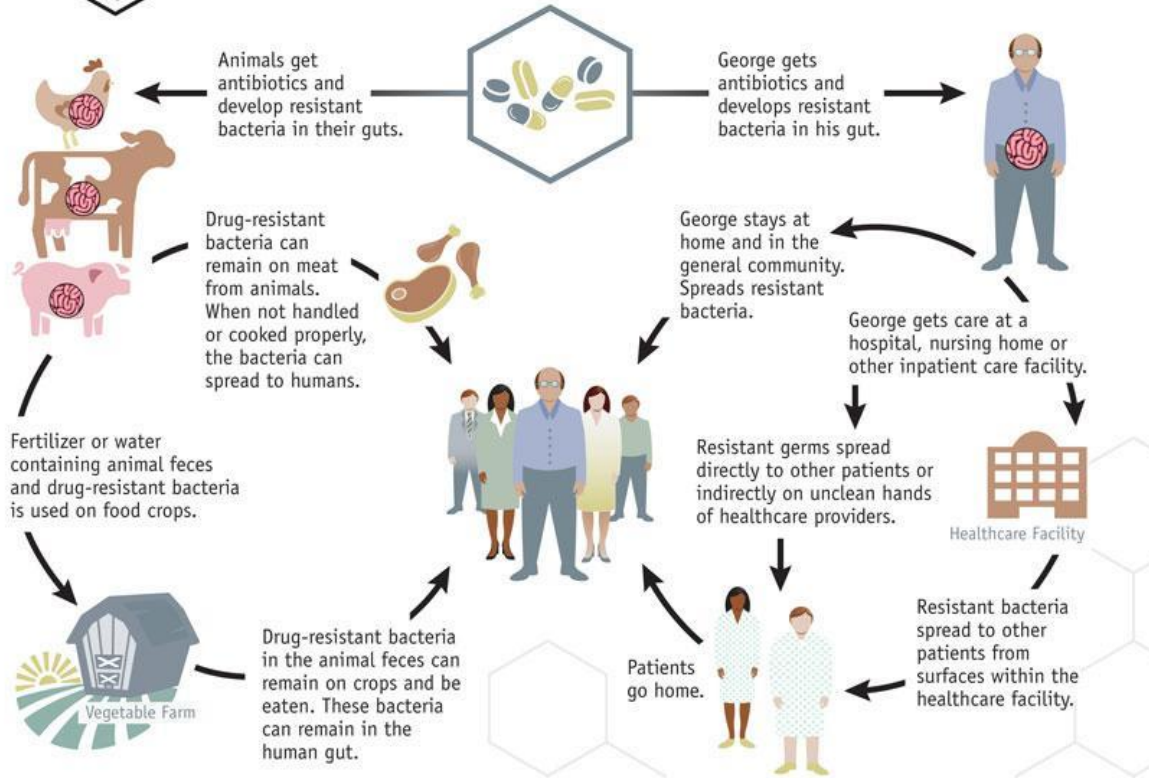 Animals get
antibiotics and
develop resistant
bacteria in their guts.
George gets
antibiotics and
develops resistant
bacteria in his gut.
Drug-resistant
bacteria can
remain on meat
from animals.
When not handled
or cooked properly,
the bacteria can
spread to humans.
George stays at
home and in the
general community.
Spreads resistant
bacteria.
George gets care at a
hospital, nursing home or
other inpatient care facility.
Fertilizer or water
containing animal feces
and drug-resistant bacteria
is used on food crops.
Resistant germs spread
directly to other patients or
indirectly on unclean hands
of healthcare providers.
Healthcare Facility
Vegetable Farm
Drug-resistant bacteria
in the animal feces can
remain on crops and be
eaten. These bacteria
can remain in the
human gut.
Patients
go home.
Resistant bacteria
spread to other
patients from
surfaces within the
healthcare facility.